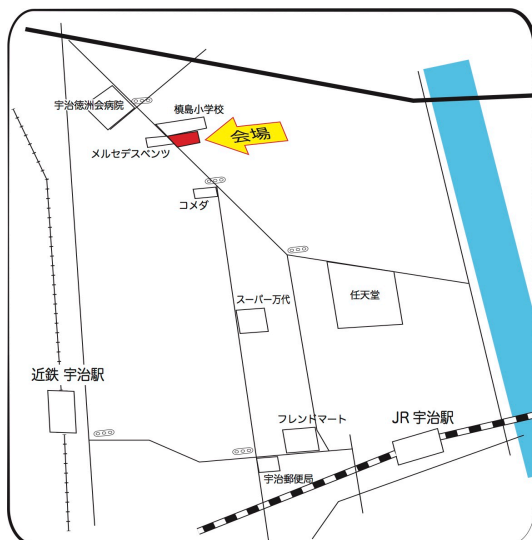 宇治徳洲会病院
槙島小学校
メルセデスベンツ
会場
コメダ
スーパー万代
任天堂
近鉄 宇治駅
フレンドマート
JR 宇治駅
宇治郵便局